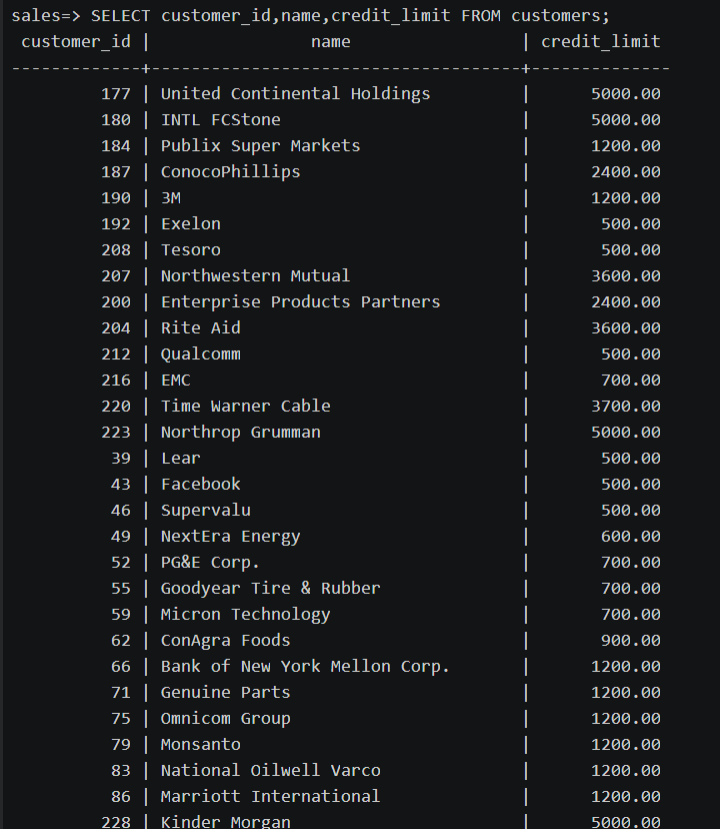 sales=> SELECT customer_id,name,credit_limit FROM customers;
 customer_id |                name                 | credit_limit
-------------+-------------------------------------+--------------
         177 | United Continental Holdings         |      5000.00
         180 | INTL FCStone                        |      5000.00
         184 | Publix Super Markets                |      1200.00
         187 | ConocoPhillips                      |      2400.00
         190 | 3M                                  |      1200.00
         192 | Exelon                              |       500.00
         208 | Tesoro                              |       500.00
         207 | Northwestern Mutual                 |      3600.00
         200 | Enterprise Products Partners        |      2400.00
         204 | Rite Aid                            |      3600.00
         212 | Qualcomm                            |       500.00
         216 | EMC                                 |       700.00
         220 | Time Warner Cable                   |      3700.00
         223 | Northrop Grumman                    |      5000.00
          39 | Lear                                |       500.00
          43 | Facebook                            |       500.00
          46 | Supervalu                           |       500.00
          49 | NextEra Energy                      |       600.00
          52 | PG&E Corp.                          |       700.00
          55 | Goodyear Tire & Rubber              |       700.00
          59 | Micron Technology                   |       700.00
          62 | ConAgra Foods                       |       900.00
          66 | Bank of New York Mellon Corp.       |      1200.00
          71 | Genuine Parts                       |      1200.00
          75 | Omnicom Group                       |      1200.00
          79 | Monsanto                            |      1200.00
          83 | National Oilwell Varco              |      1200.00
          86 | Marriott International              |      1200.00
         228 | Kinder Morgan                       |      5000.00